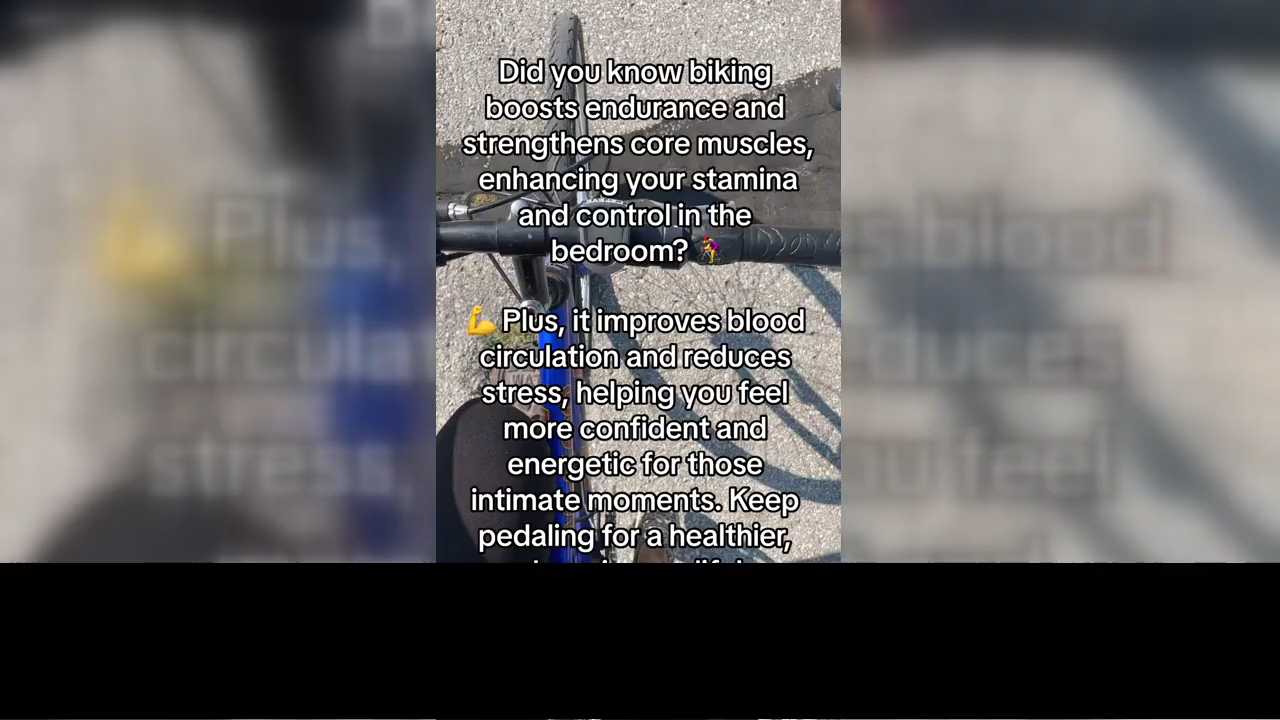 Did you know biking
boosts endurance and
strengthens core muscles,
enhancing your stamina
and control in the
bedroom? 🚴‍♀️
💪 Plus, it improves blood
circulation and reduces
stress, helping you feel
more confident and
energetic for those
intimate moments. Keep
pedaling for a healthier,